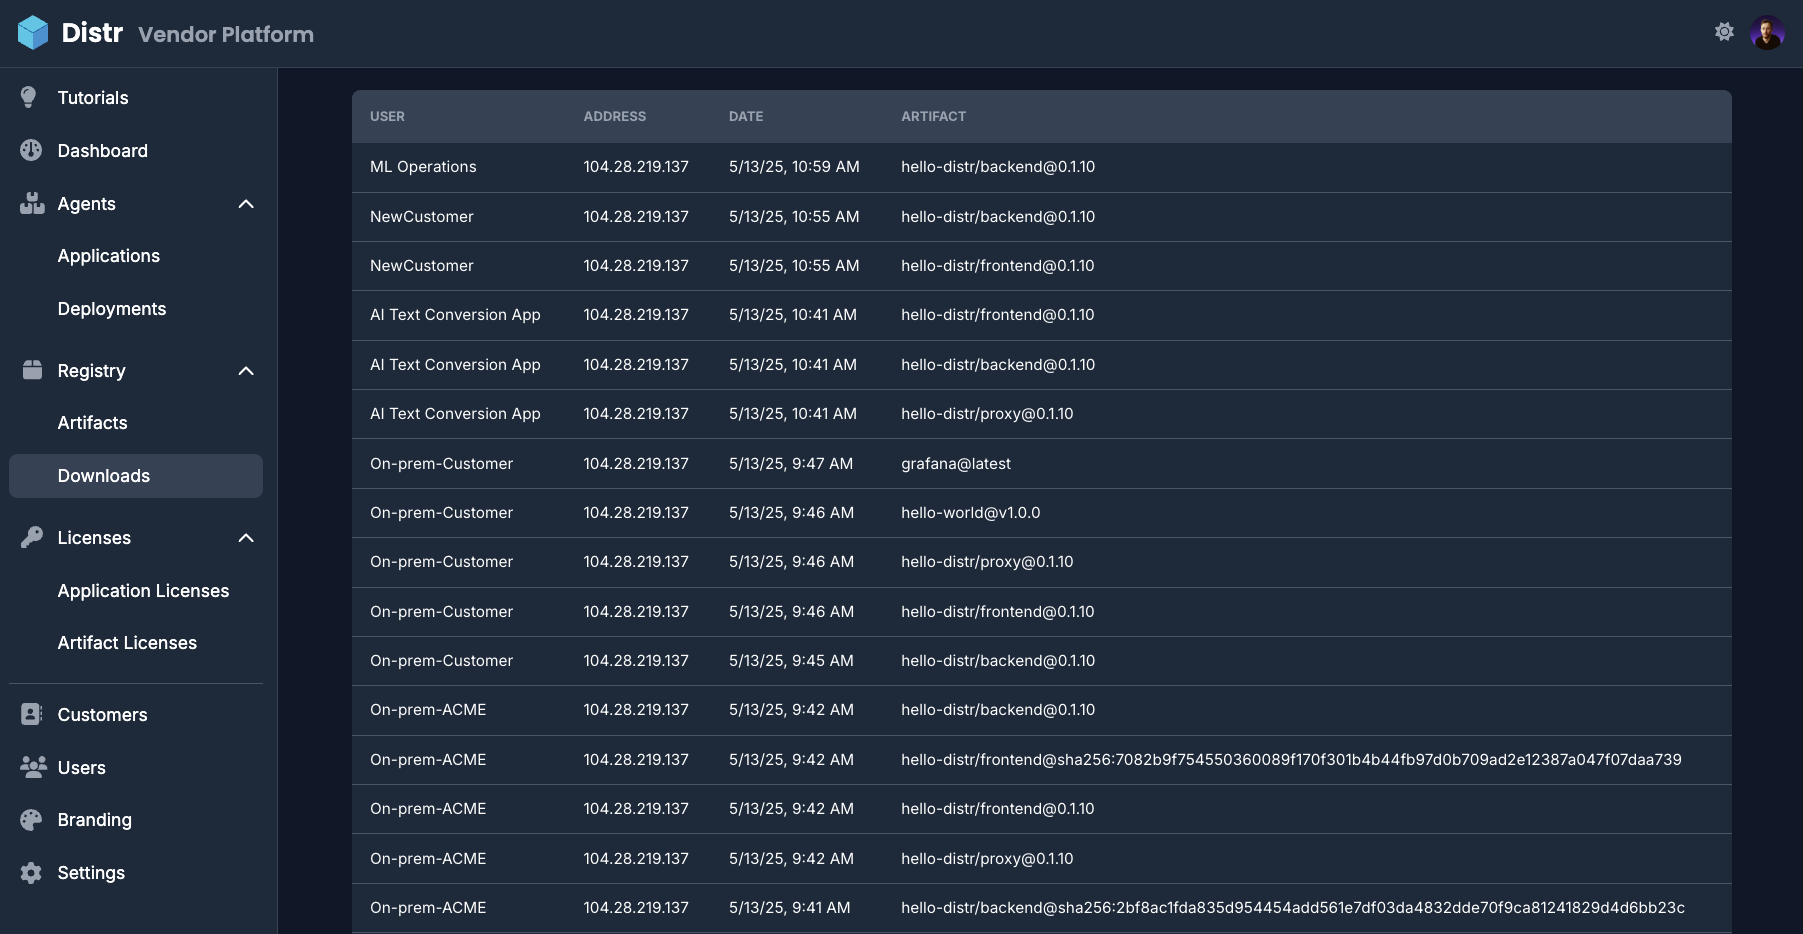 Distr Vendor Platform
Tutorials
Dashboard
Agents
Applications
Deployments
Registry
Artifacts
Downloads
Licenses
Application Licenses
Artifact Licenses
Customers
Users
Branding
Settings
USER ADDRESS DATE ARTIFACT
ML Operations 104.28.219.137 5/13/25, 10:59 AM hello-distr/backend@0.1.10
NewCustomer 104.28.219.137 5/13/25, 10:55 AM hello-distr/backend@0.1.10
NewCustomer 104.28.219.137 5/13/25, 10:55 AM hello-distr/frontend@0.1.10
AI Text Conversion App 104.28.219.137 5/13/25, 10:41 AM hello-distr/frontend@0.1.10
AI Text Conversion App 104.28.219.137 5/13/25, 10:41 AM hello-distr/backend@0.1.10
AI Text Conversion App 104.28.219.137 5/13/25, 10:41 AM hello-distr/proxy@0.1.10
On-prem-Customer 104.28.219.137 5/13/25, 9:47 AM grafana@latest
On-prem-Customer 104.28.219.137 5/13/25, 9:46 AM hello-world@v1.0.0
On-prem-Customer 104.28.219.137 5/13/25, 9:46 AM hello-distr/proxy@0.1.10
On-prem-Customer 104.28.219.137 5/13/25, 9:46 AM hello-distr/frontend@0.1.10
On-prem-Customer 104.28.219.137 5/13/25, 9:45 AM hello-distr/backend@0.1.10
On-prem-ACME 104.28.219.137 5/13/25, 9:42 AM hello-distr/backend@0.1.10
On-prem-ACME 104.28.219.137 5/13/25, 9:42 AM hello-distr/frontend@sha256:7082b9f754550360089f170f301b4b44fb97d0b709ad2e12387a047f07daa739
On-prem-ACME 104.28.219.137 5/13/25, 9:42 AM hello-distr/frontend@0.1.10
On-prem-ACME 104.28.219.137 5/13/25, 9:42 AM hello-distr/proxy@0.1.10
On-prem-ACME 104.28.219.137 5/13/25, 9:41 AM hello-distr/backend@sha256:2bf8ac1fda835d954454add561e7df03da4832dde70f9ca81241829d4d6bb23c